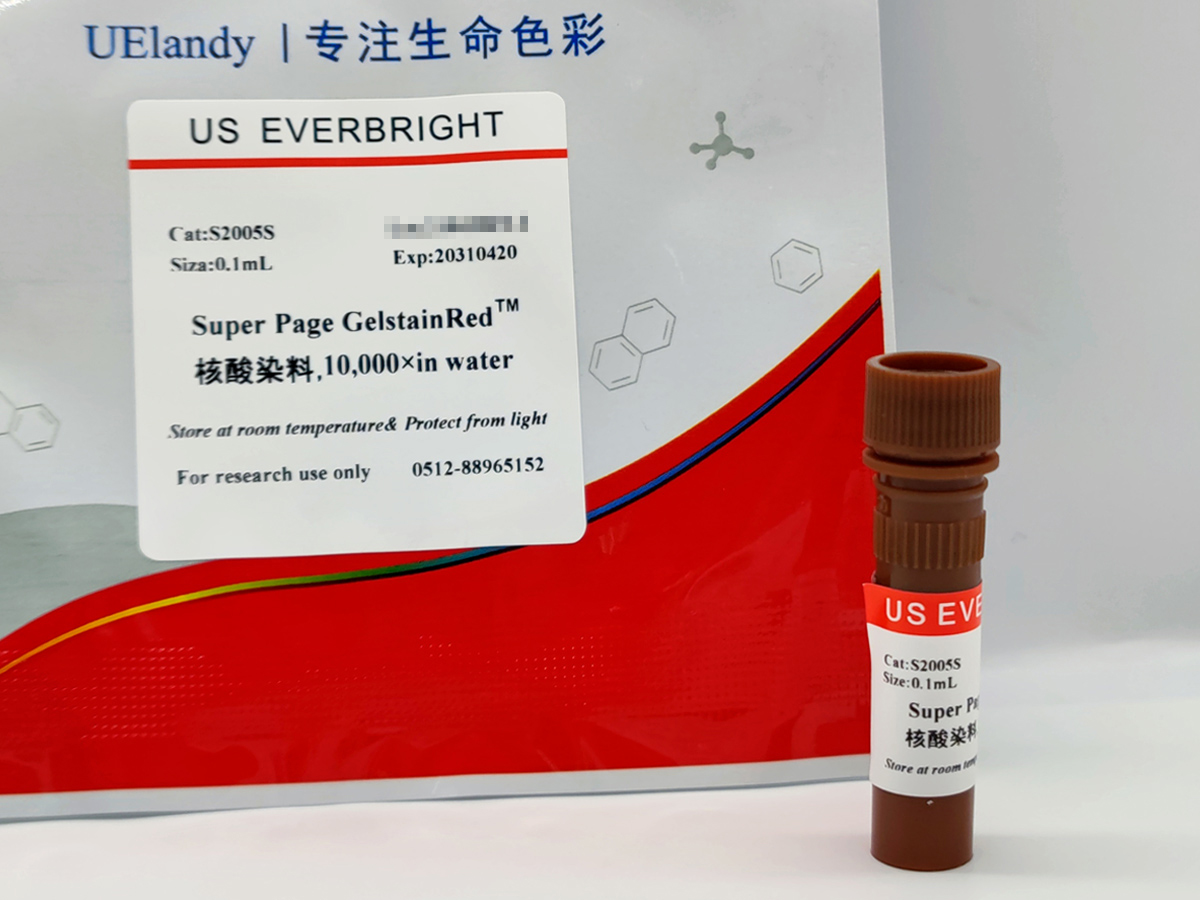 UElandy | 专注生命色彩
US EVERBRIGHT
Cat:S2005S
Siza:0.1mL
Exp:20310420
Super Page GelstainRed™
核酸染料,10,000×in water
Store at room temperature& Protect from light
For research use only 0512-88965152
US EVE
Cat:S2005S
Size:0.1mL
Super Pa
核酸染料
Store at room temp